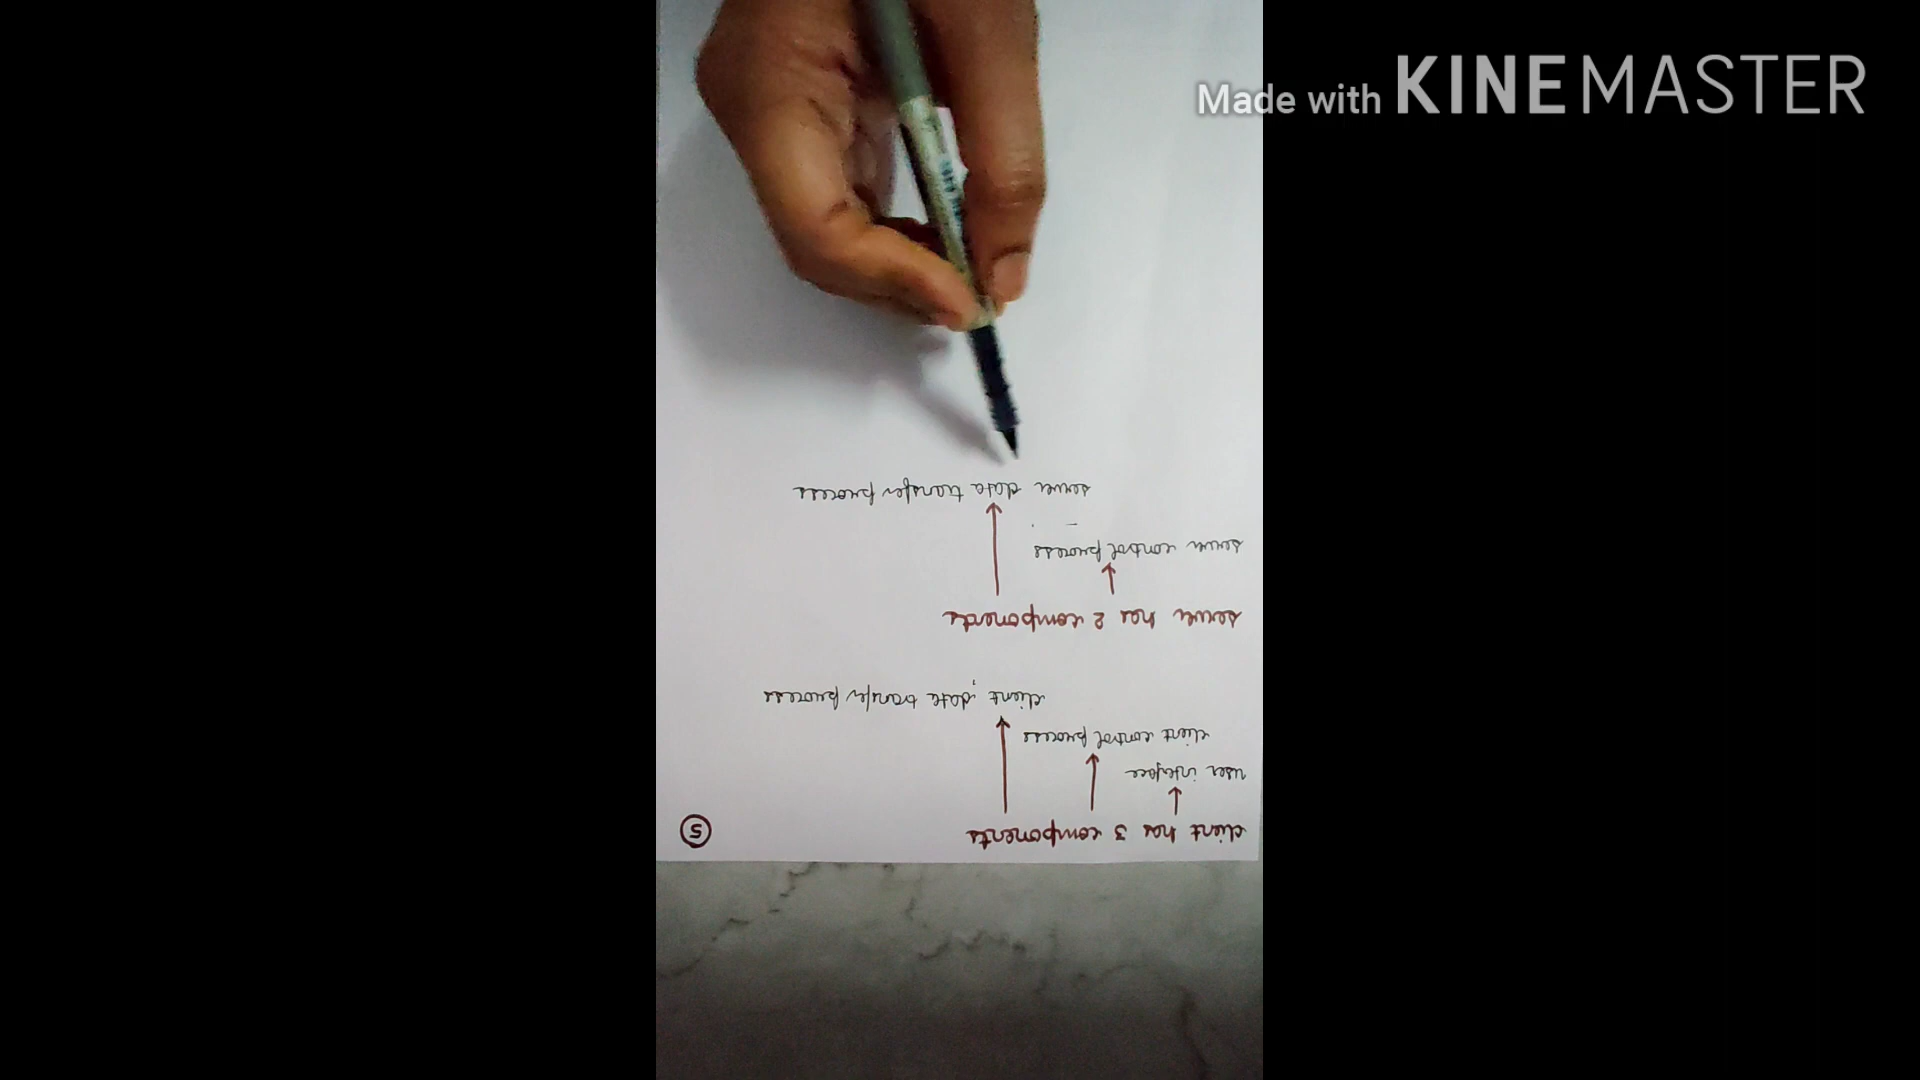 Made with KINEMASTER
client has 3 components
5
user interface
client control process
client data transfer process
server has 2 components
server control process
server data transfer process